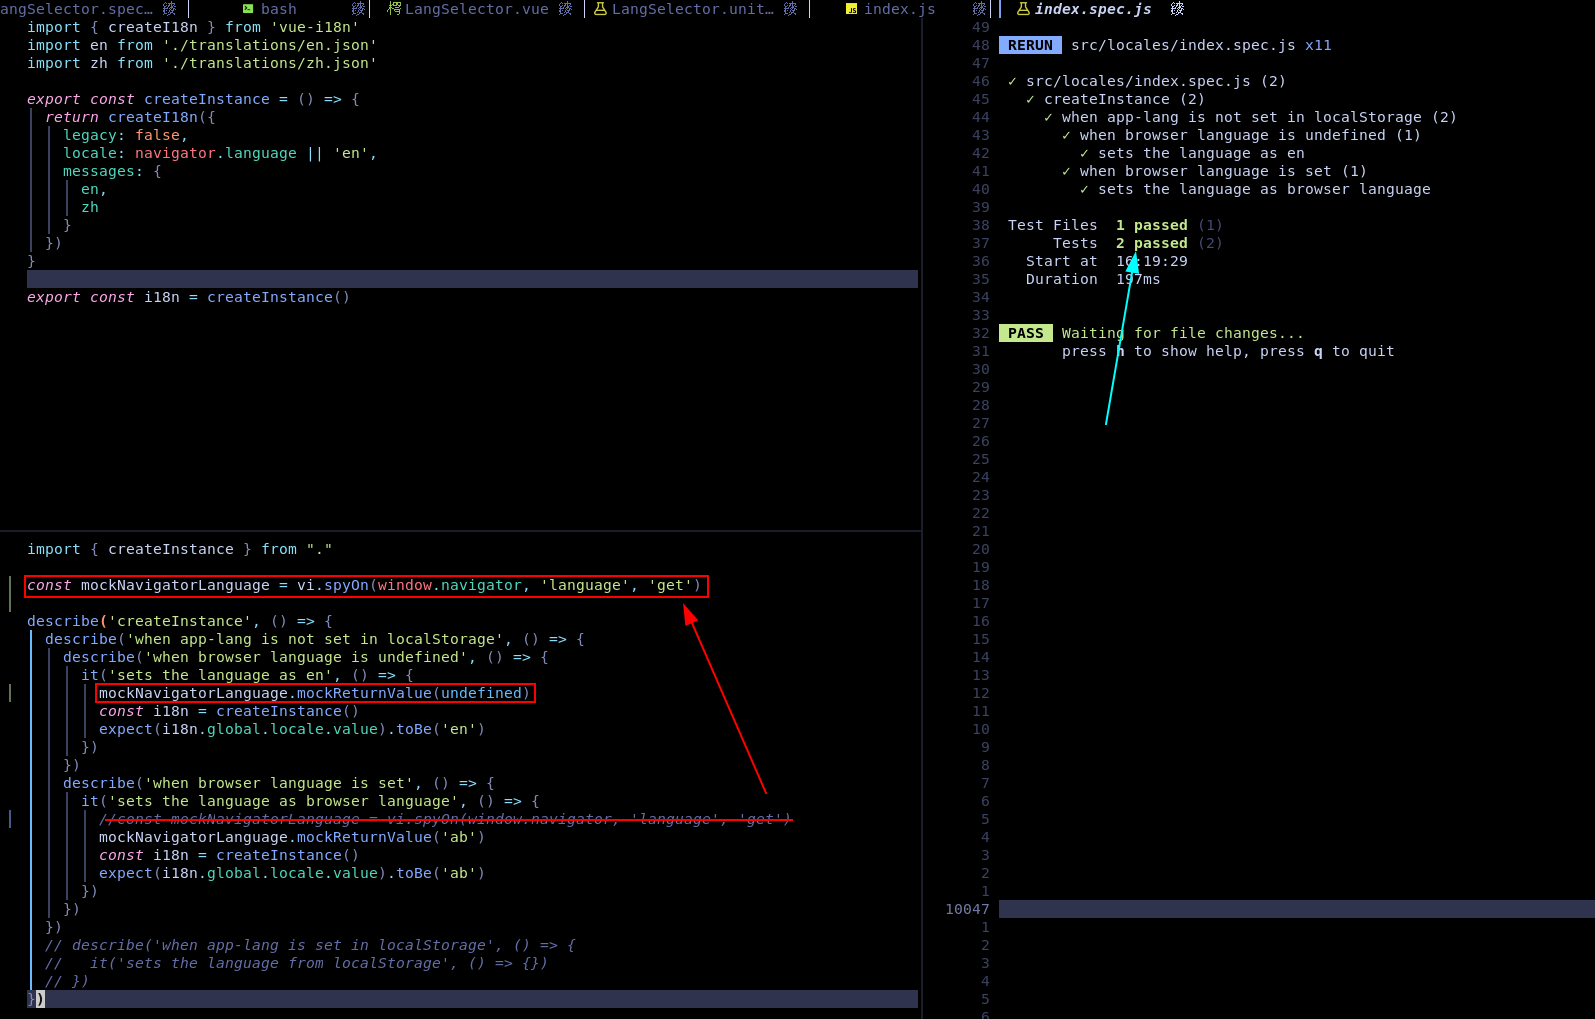 angSelector.spec… bash LangSelector.vue LangSelector.unit… index.js index.spec.js
import { createI18n } from 'vue-i18n'
import en from './translations/en.json'
import zh from './translations/zh.json'
export const createInstance = () => {
return createI18n({
legacy: false,
locale: navigator.language || 'en',
messages: {
en,
zh
}
})
}
export const i18n = createInstance()
import { createInstance } from "."
const mockNavigatorLanguage = vi.spyOn(window.navigator, 'language', 'get')
describe('createInstance', () => {
describe('when app-lang is not set in localStorage', () => {
describe('when browser language is undefined', () => {
it('sets the language as en', () => {
mockNavigatorLanguage.mockReturnValue(undefined)
const i18n = createInstance()
expect(i18n.global.locale.value).toBe('en')
})
})
describe('when browser language is set', () => {
it('sets the language as browser language', () => {
//const mockNavigatorLanguage = vi.spyOn(window.navigator, 'language', 'get')
mockNavigatorLanguage.mockReturnValue('ab')
const i18n = createInstance()
expect(i18n.global.locale.value).toBe('ab')
})
})
})
// describe('when app-lang is set in localStorage', () => {
//   it('sets the language from localStorage', () => {})
// })
})
49
48 RERUN src/locales/index.spec.js x11
47
46 ✓ src/locales/index.spec.js (2)
45 ✓ createInstance (2)
44 ✓ when app-lang is not set in localStorage (2)
43 ✓ when browser language is undefined (1)
42 ✓ sets the language as en
41 ✓ when browser language is set (1)
40 ✓ sets the language as browser language
39
38 Test Files 1 passed (1)
37 Tests 2 passed (2)
36 Start at 16:19:29
35 Duration 197ms
34
33
32 PASS Waiting for file changes...
31 press h to show help, press q to quit
30
29
28
27
26
25
24
23
22
21
20
19
18
17
16
15
14
13
12
11
10
9
8
7
6
5
4
3
2
1
10047
1
2
3
4
5
6